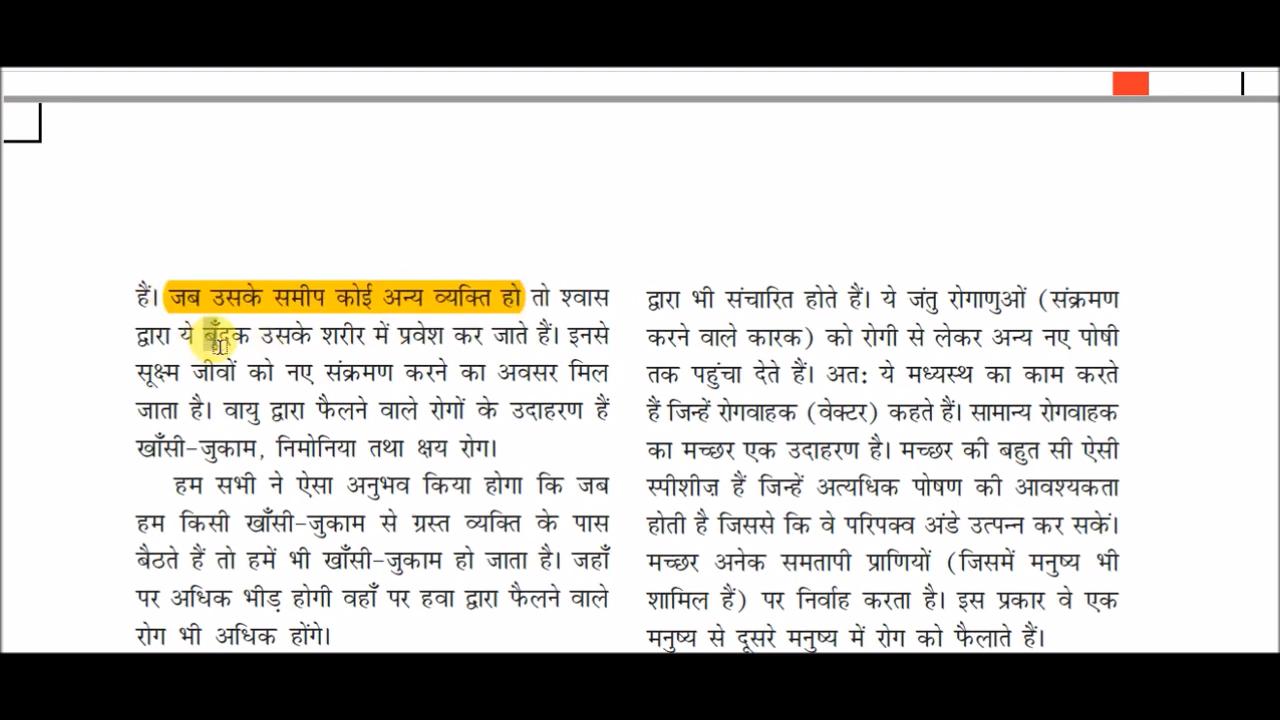 हैं। जब उसके समीप कोई अन्य व्यक्ति हो तो श्वास
द्वारा ये बूँदक उसके शरीर में प्रवेश कर जाते हैं। इनसे
सूक्ष्म जीवों को नए संक्रमण करने का अवसर मिल
जाता है। वायु द्वारा फैलने वाले रोगों के उदाहरण हैं
खाँसी-जुकाम, निमोनिया तथा क्षय रोग।
हम सभी ने ऐसा अनुभव किया होगा कि जब
हम किसी खाँसी-जुकाम से ग्रस्त व्यक्ति के पास
बैठते हैं तो हमें भी खाँसी-जुकाम हो जाता है। जहाँ
पर अधिक भीड़ होगी वहाँ पर हवा द्वारा फैलने वाले
रोग भी अधिक होंगे।
द्वारा भी संचारित होते हैं। ये जंतु रोगाणुओं (संक्रमण
करने वाले कारक) को रोगी से लेकर अन्य नए पोषी
तक पहुंचा देते हैं। अत: ये मध्यस्थ का काम करते
हैं जिन्हें रोगवाहक (वेक्टर) कहते हैं। सामान्य रोगवाहक
का मच्छर एक उदाहरण है। मच्छर की बहुत सी ऐसी
स्पीशीज़ हैं जिन्हें अत्यधिक पोषण की आवश्यकता
होती है जिससे कि वे परिपक्व अंडे उत्पन्न कर सकें।
मच्छर अनेक समतापी प्राणियों (जिसमें मनुष्य भी
शामिल हैं) पर निर्वाह करता है। इस प्रकार वे एक
मनुष्य से दूसरे मनुष्य में रोग को फैलाते हैं।